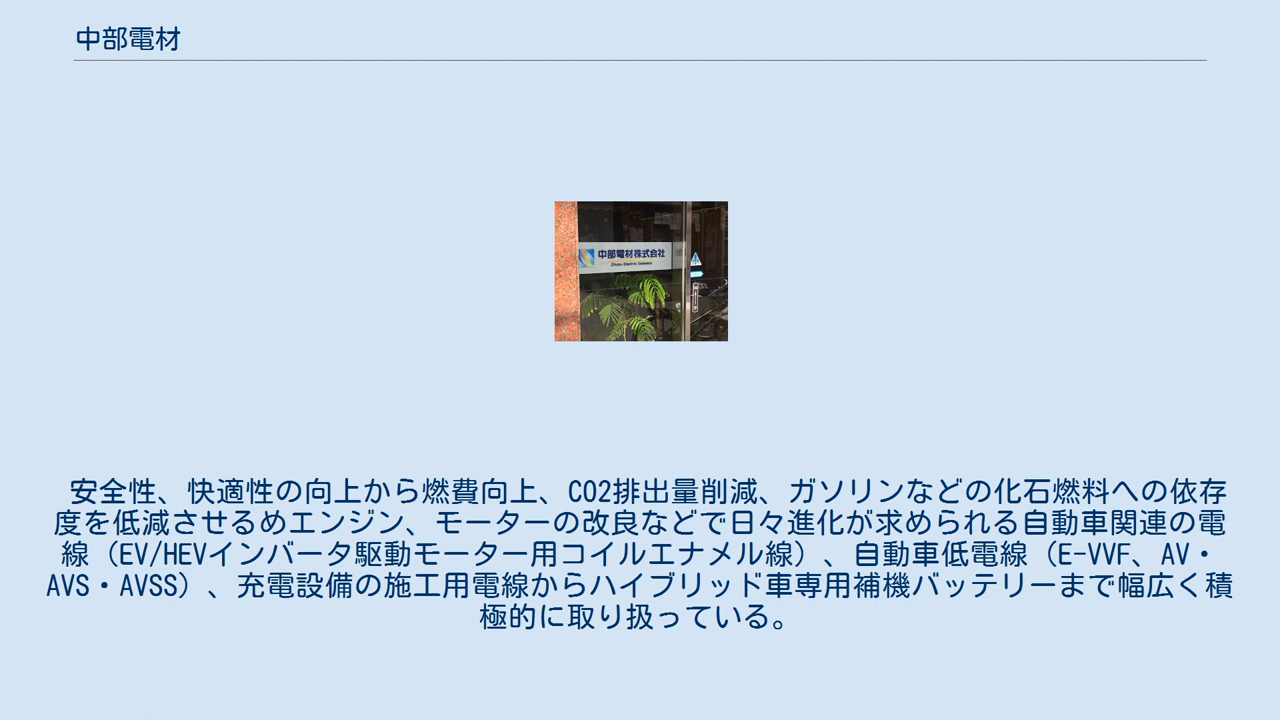 中部電材
中部電材株式会社
安全性、快適性の向上から燃費向上、CO2排出量削減、ガソリンなどの化石燃料への依存
度を低減させるめエンジン、モーターの改良などで日々進化が求められる自動車関連の電
線（EV/HEVインバータ駆動モーター用コイルエナメル線）、自動車低電線（E-VVF、AV・
AVS・AVSS）、充電設備の施工用電線からハイブリッド車専用補機バッテリーまで幅広く積
極的に取り扱っている。